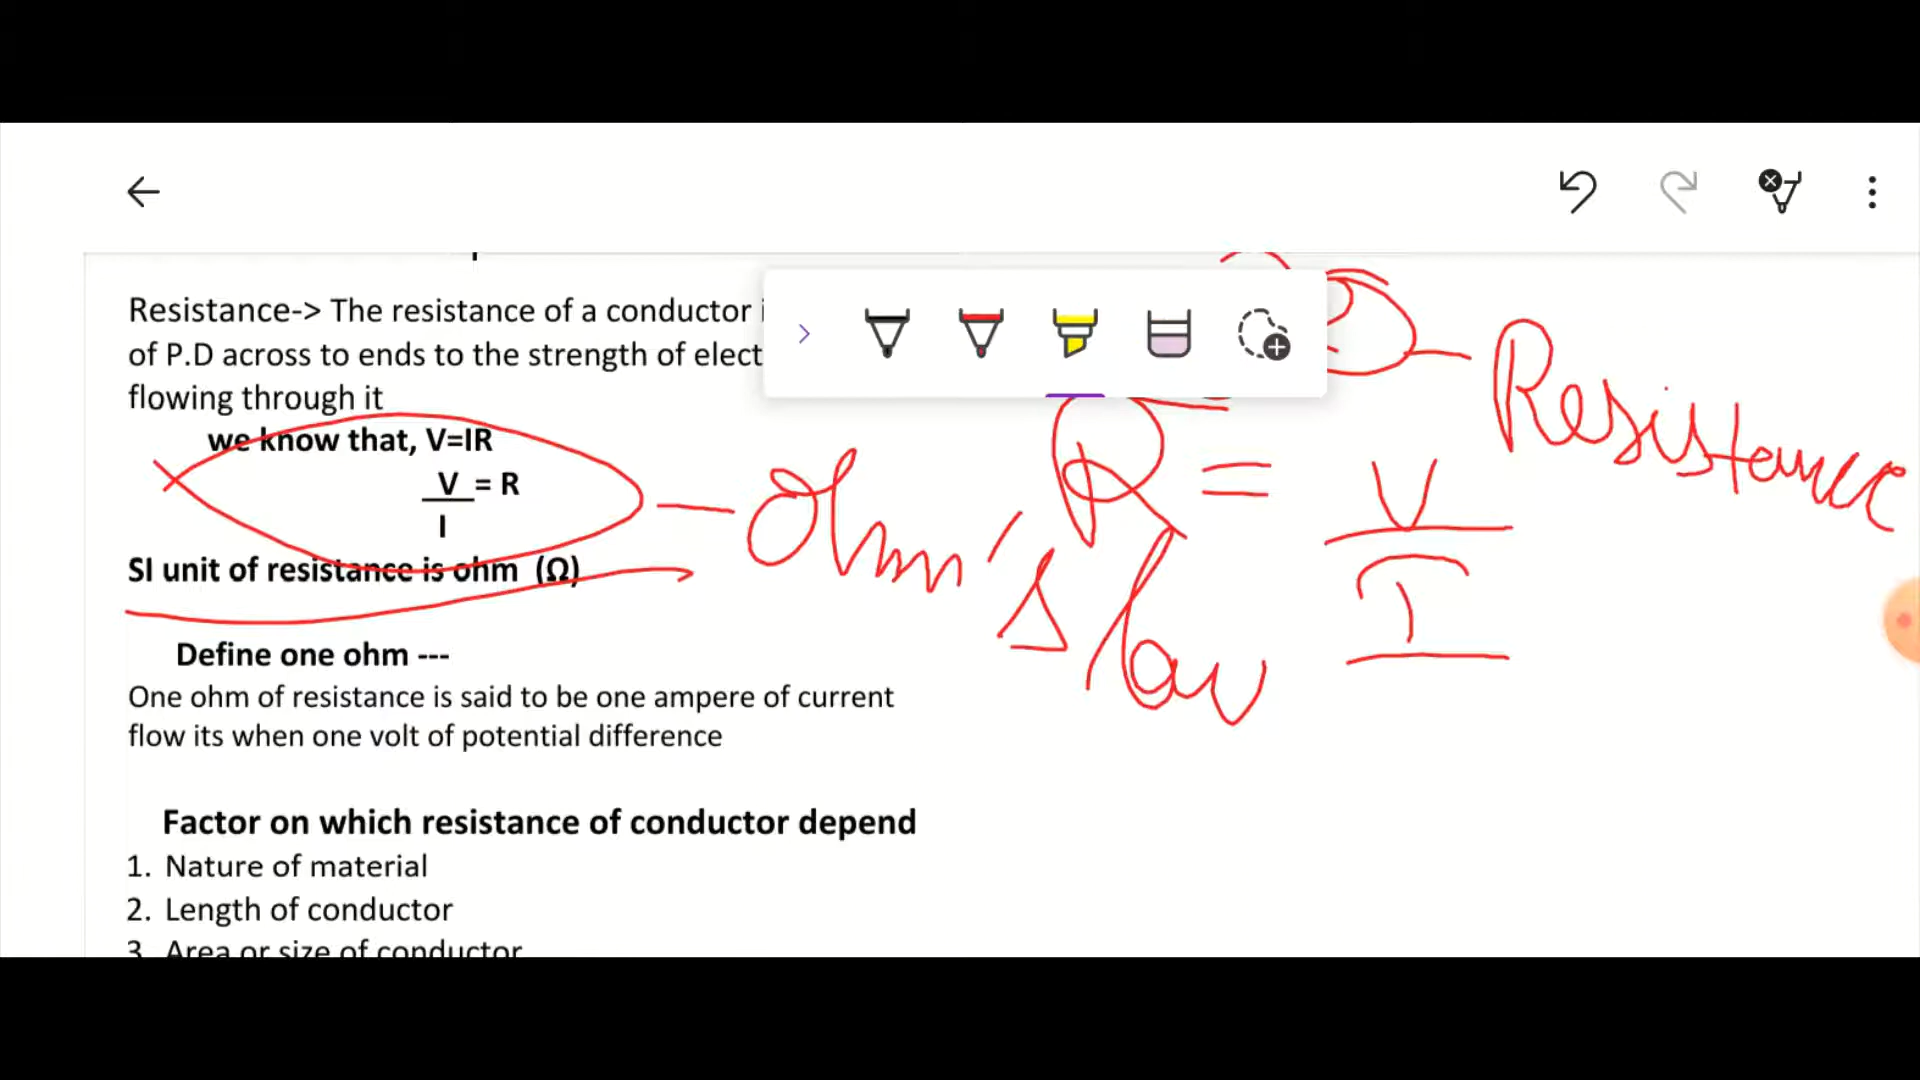 Resistance-> The resistance of a conductor
of P.D across to ends to the strength of elect
flowing through it
we know that, V=IR
V = R
I
SI unit of resistance is ohm (Ω)
Define one ohm ---
One ohm of resistance is said to be one ampere of current
flow its when one volt of potential difference
Factor on which resistance of conductor depend
1. Nature of material
2. Length of conductor
3. Area or size of conductor
Ohm's law
R = V
I
Resistance